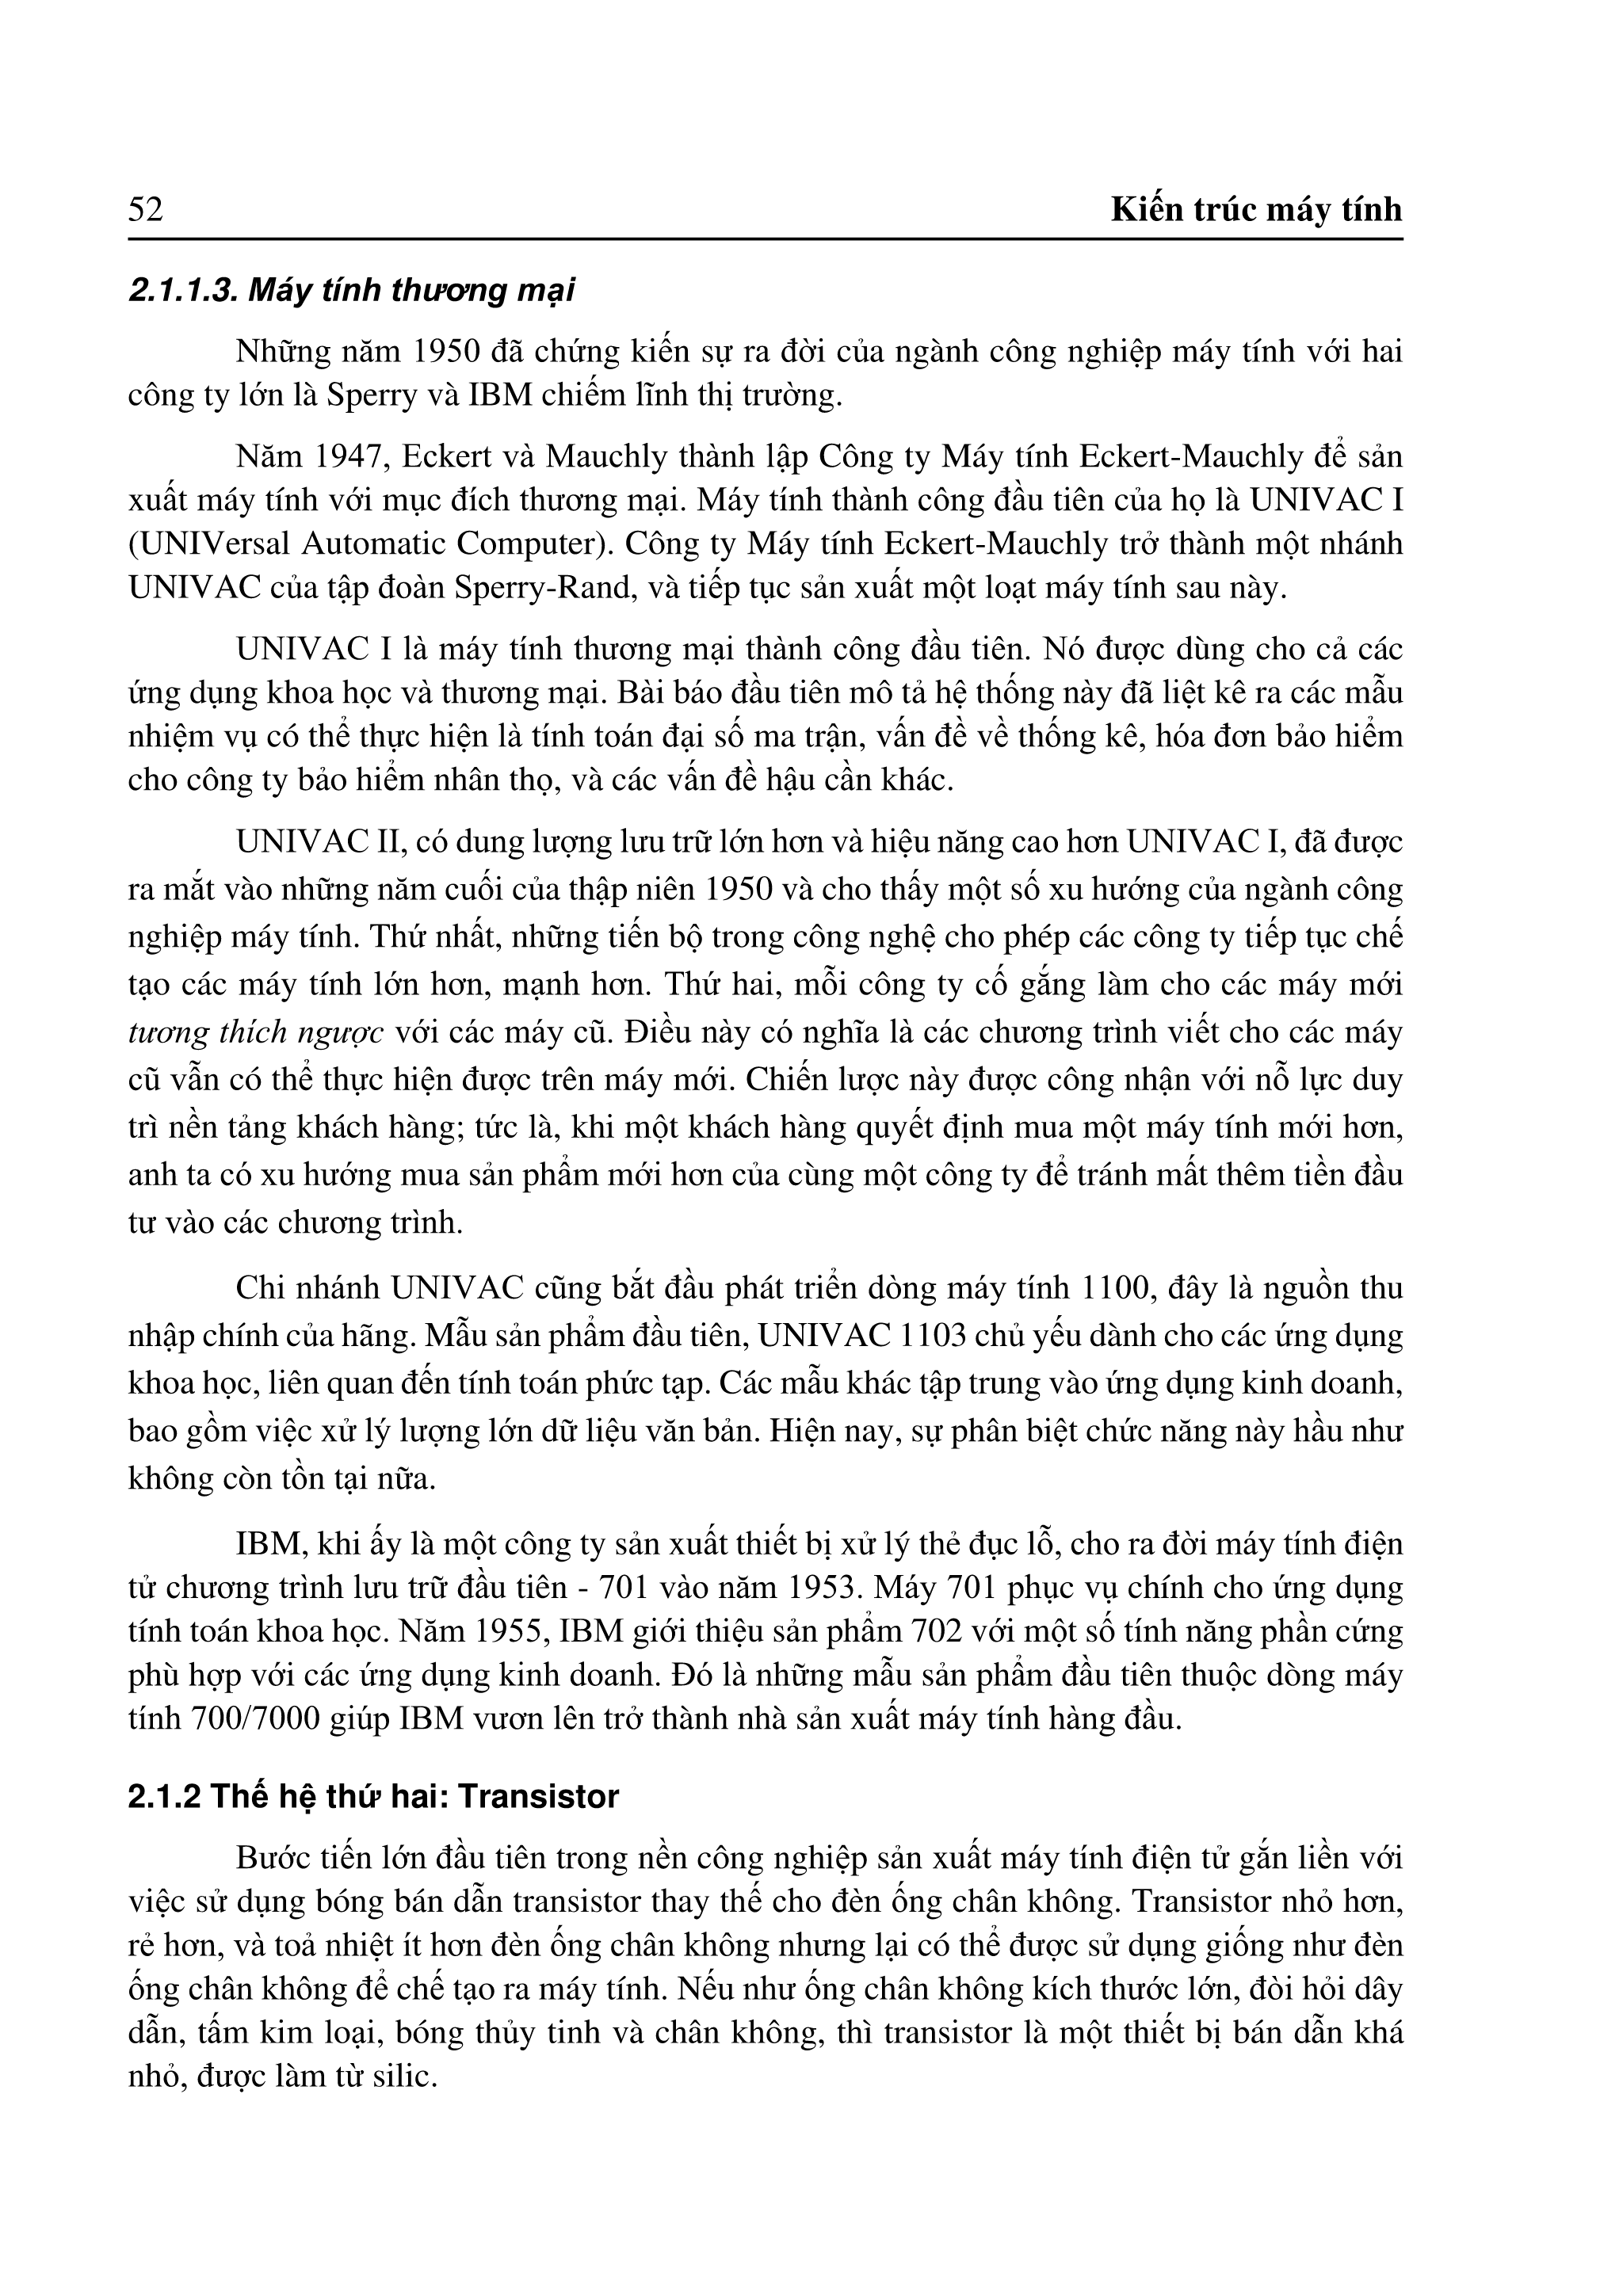 52 Kiến trúc máy tính
2.1.1.3. Máy tính thương mại
Những năm 1950 đã chứng kiến sự ra đời của ngành công nghiệp máy tính với hai
công ty lớn là Sperry và IBM chiếm lĩnh thị trường.
Năm 1947, Eckert và Mauchly thành lập Công ty Máy tính Eckert-Mauchly để sản
xuất máy tính với mục đích thương mại. Máy tính thành công đầu tiên của họ là UNIVAC I
(UNIVersal Automatic Computer). Công ty Máy tính Eckert-Mauchly trở thành một nhánh
UNIVAC của tập đoàn Sperry-Rand, và tiếp tục sản xuất một loạt máy tính sau này.
UNIVAC I là máy tính thương mại thành công đầu tiên. Nó được dùng cho cả các
ứng dụng khoa học và thương mại. Bài báo đầu tiên mô tả hệ thống này đã liệt kê ra các mẫu
nhiệm vụ có thể thực hiện là tính toán đại số ma trận, vấn đề về thống kê, hóa đơn bảo hiểm
cho công ty bảo hiểm nhân thọ, và các vấn đề hậu cần khác.
UNIVAC II, có dung lượng lưu trữ lớn hơn và hiệu năng cao hơn UNIVAC I, đã được
ra mắt vào những năm cuối của thập niên 1950 và cho thấy một số xu hướng của ngành công
nghiệp máy tính. Thứ nhất, những tiến bộ trong công nghệ cho phép các công ty tiếp tục chế
tạo các máy tính lớn hơn, mạnh hơn. Thứ hai, mỗi công ty cố gắng làm cho các máy mới
tương thích ngược với các máy cũ. Điều này có nghĩa là các chương trình viết cho các máy
cũ vẫn có thể thực hiện được trên máy mới. Chiến lược này được công nhận với nỗ lực duy
trì nền tảng khách hàng; tức là, khi một khách hàng quyết định mua một máy tính mới hơn,
anh ta có xu hướng mua sản phẩm mới hơn của cùng một công ty để tránh mất thêm tiền đầu
tư vào các chương trình.
Chi nhánh UNIVAC cũng bắt đầu phát triển dòng máy tính 1100, đây là nguồn thu
nhập chính của hãng. Mẫu sản phẩm đầu tiên, UNIVAC 1103 chủ yếu dành cho các ứng dụng
khoa học, liên quan đến tính toán phức tạp. Các mẫu khác tập trung vào ứng dụng kinh doanh,
bao gồm việc xử lý lượng lớn dữ liệu văn bản. Hiện nay, sự phân biệt chức năng này hầu như
không còn tồn tại nữa.
IBM, khi ấy là một công ty sản xuất thiết bị xử lý thẻ đục lỗ, cho ra đời máy tính điện
tử chương trình lưu trữ đầu tiên - 701 vào năm 1953. Máy 701 phục vụ chính cho ứng dụng
tính toán khoa học. Năm 1955, IBM giới thiệu sản phẩm 702 với một số tính năng phần cứng
phù hợp với các ứng dụng kinh doanh. Đó là những mẫu sản phẩm đầu tiên thuộc dòng máy
tính 700/7000 giúp IBM vươn lên trở thành nhà sản xuất máy tính hàng đầu.
2.1.2 Thế hệ thứ hai: Transistor
Bước tiến lớn đầu tiên trong nền công nghiệp sản xuất máy tính điện tử gắn liền với
việc sử dụng bóng bán dẫn transistor thay thế cho đèn ống chân không. Transistor nhỏ hơn,
rẻ hơn, và toả nhiệt ít hơn đèn ống chân không nhưng lại có thể được sử dụng giống như đèn
ống chân không để chế tạo ra máy tính. Nếu như ống chân không kích thước lớn, đòi hỏi dây
dẫn, tấm kim loại, bóng thủy tinh và chân không, thì transistor là một thiết bị bán dẫn khá
nhỏ, được làm từ silic.